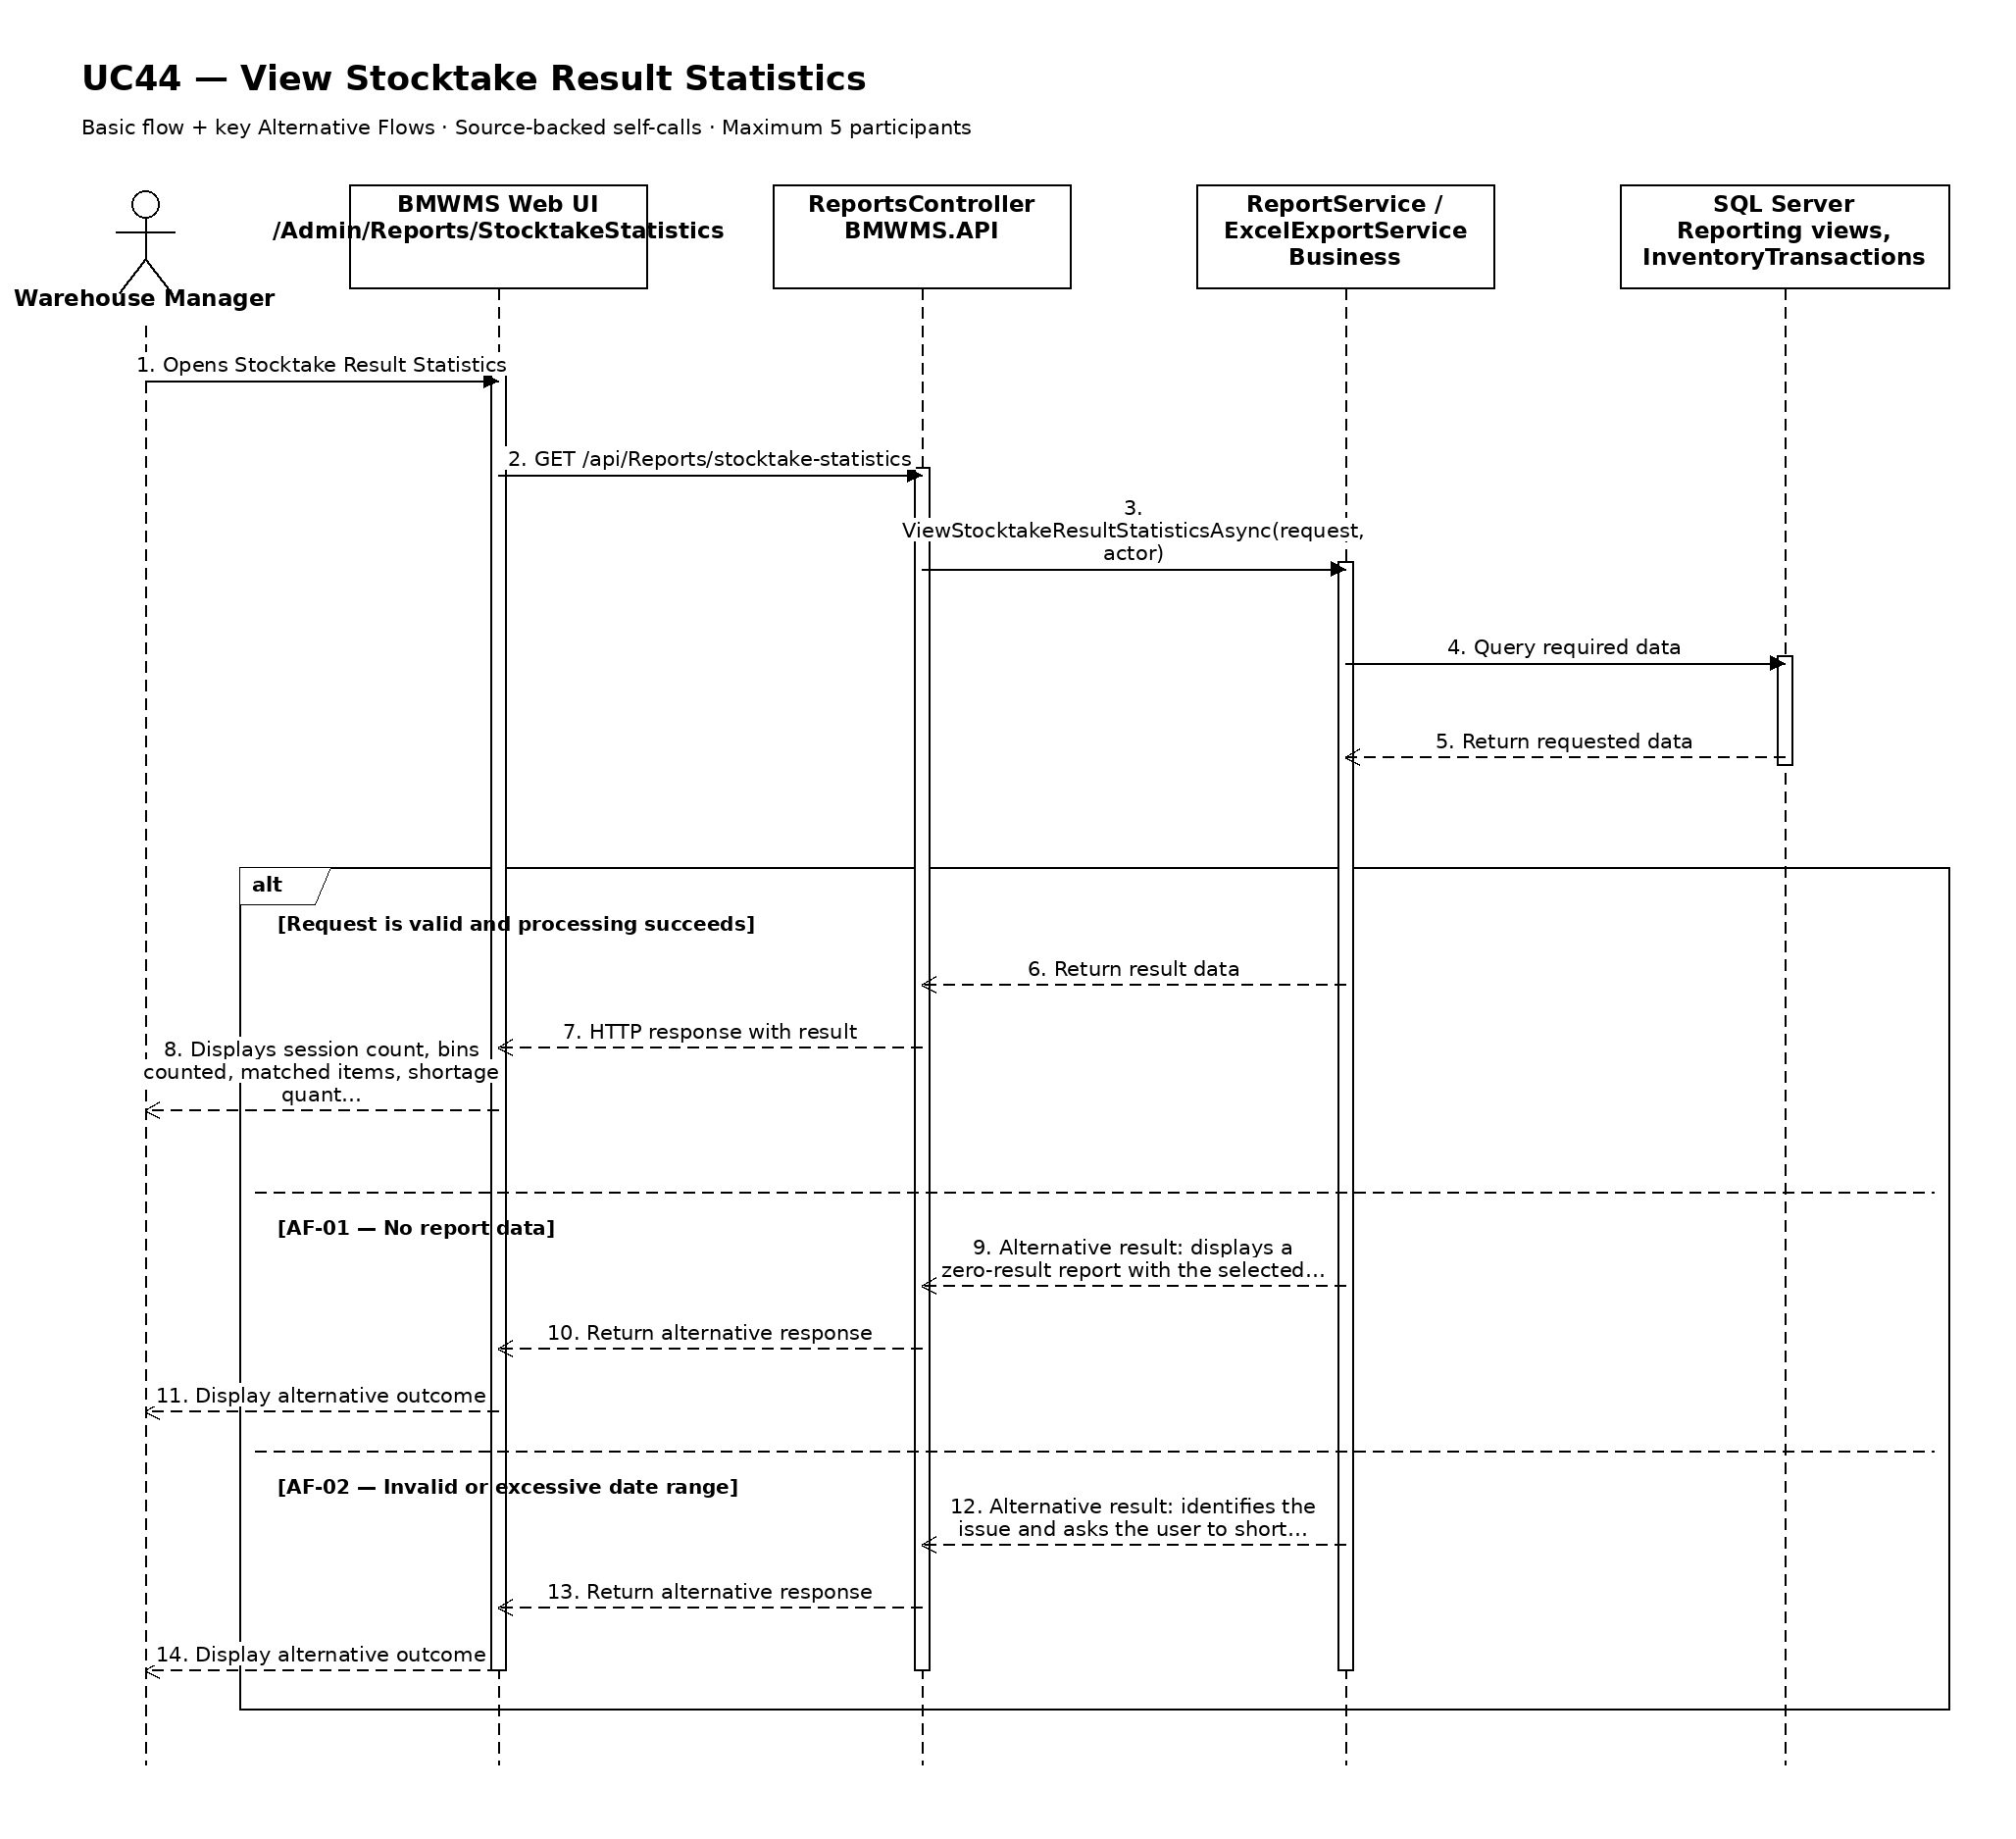 UC44 — View Stocktake Result Statistics
Basic flow + key Alternative Flows · Source-backed self-calls · Maximum 5 participants
Warehouse Manager
BMWMS Web UI
/Admin/Reports/StocktakeStatistics
ReportsController
BMWMS.API
ReportService /
ExcelExportService
Business
SQL Server
Reporting views,
InventoryTransactions
1. Opens Stocktake Result Statistics
2. GET /api/Reports/stocktake-statistics
3.
ViewStocktakeResultStatisticsAsync(request,
actor)
4. Query required data
5. Return requested data
alt
[Request is valid and processing succeeds]
6. Return result data
7. HTTP response with result
8. Displays session count, bins
counted, matched items, shortage
quant...
[AF-01 — No report data]
9. Alternative result: displays a
zero-result report with the selected...
10. Return alternative response
11. Display alternative outcome
[AF-02 — Invalid or excessive date range]
12. Alternative result: identifies the
issue and asks the user to short...
13. Return alternative response
14. Display alternative outcome